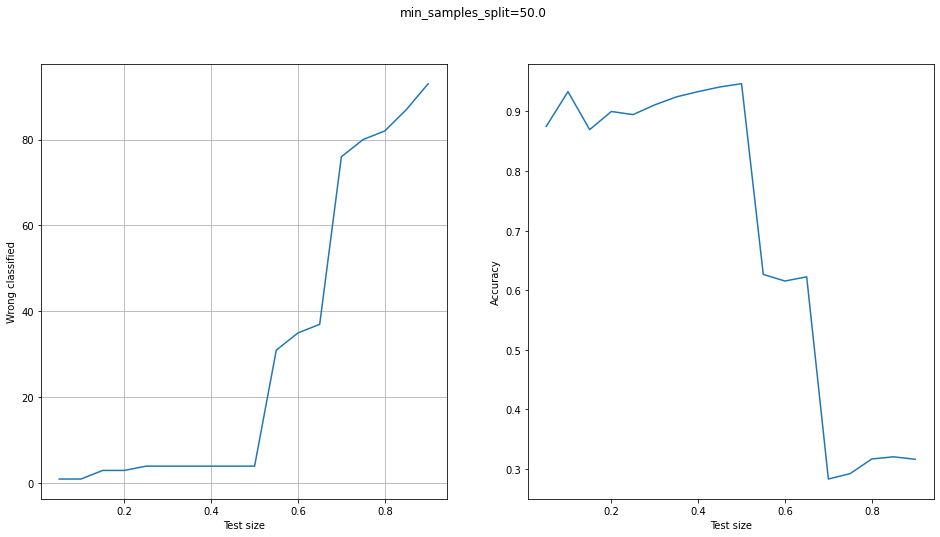 min_samples_split=50.0
Wrong classified
80
60
40
20
0
0.2 0.4 0.6 0.8
Test size
Accuracy
0.9
0.8
0.7
0.6
0.5
0.4
0.3
0.2 0.4 0.6 0.8
Test size